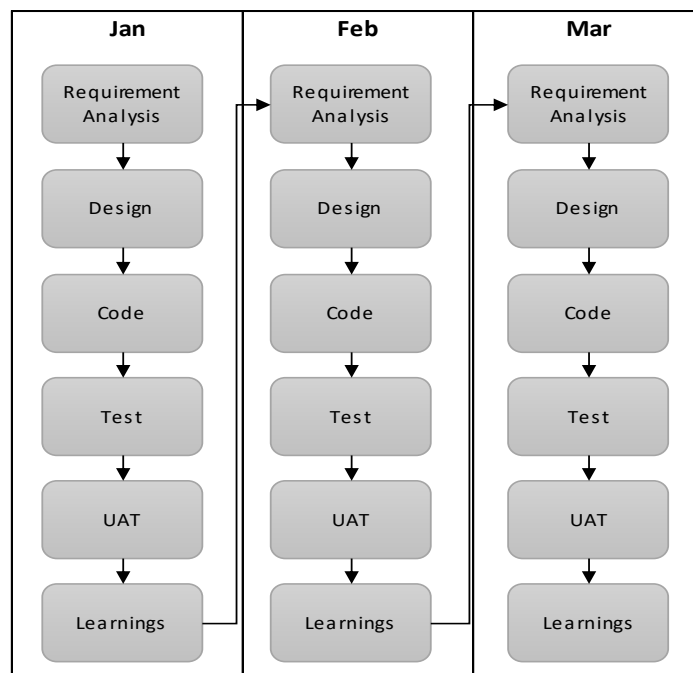 Jan
Requirement
Analysis
Design
Code
Test
UAT
Learnings
Feb
Requirement
Analysis
Design
Code
Test
UAT
Learnings
Mar
Requirement
Analysis
Design
Code
Test
UAT
Learnings